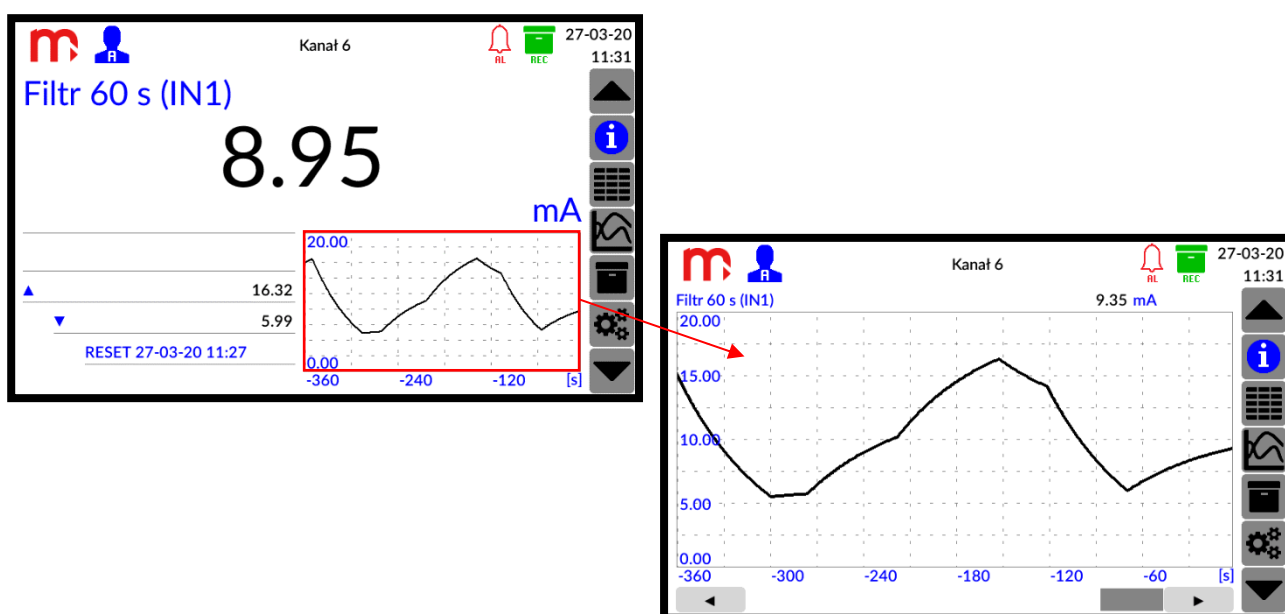 Kanał 6
AL
REC
27-03-20
11:31
A
Filtr 60 s (IN1)
8.95
mA
20.00
0.00
-360 -240 -120 [s]
▲ 16.32
▼ 5.99
RESET 27-03-20 11:27
Kanał 6
AL
REC
27-03-20
11:31
A
Filtr 60 s (IN1) 9.35 mA
20.00
15.00
10.00
5.00
0.00
-360 -300 -240 -180 -120 -60 [s]